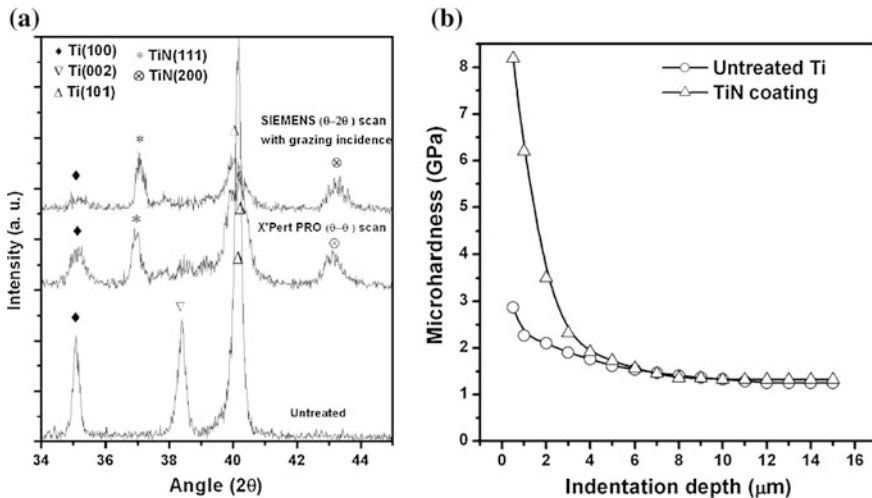 (a)
♦ Ti(100)
▽ Ti(002)
△ Ti(101)
* TiN(111)
⊗ TiN(200)
SIEMENS (θ–2θ) scan
with grazing incidence
X'Pert PRO (θ–θ) scan
Untreated
Intensity (a. u.)
34 36 38 40 42 44
Angle (2θ)
(b)
Untreated Ti
TiN coating
Microhardness (GPa)
8
7
6
5
4
3
2
1
0
0 2 4 6 8 10 12 14 16
Indentation depth (μm)